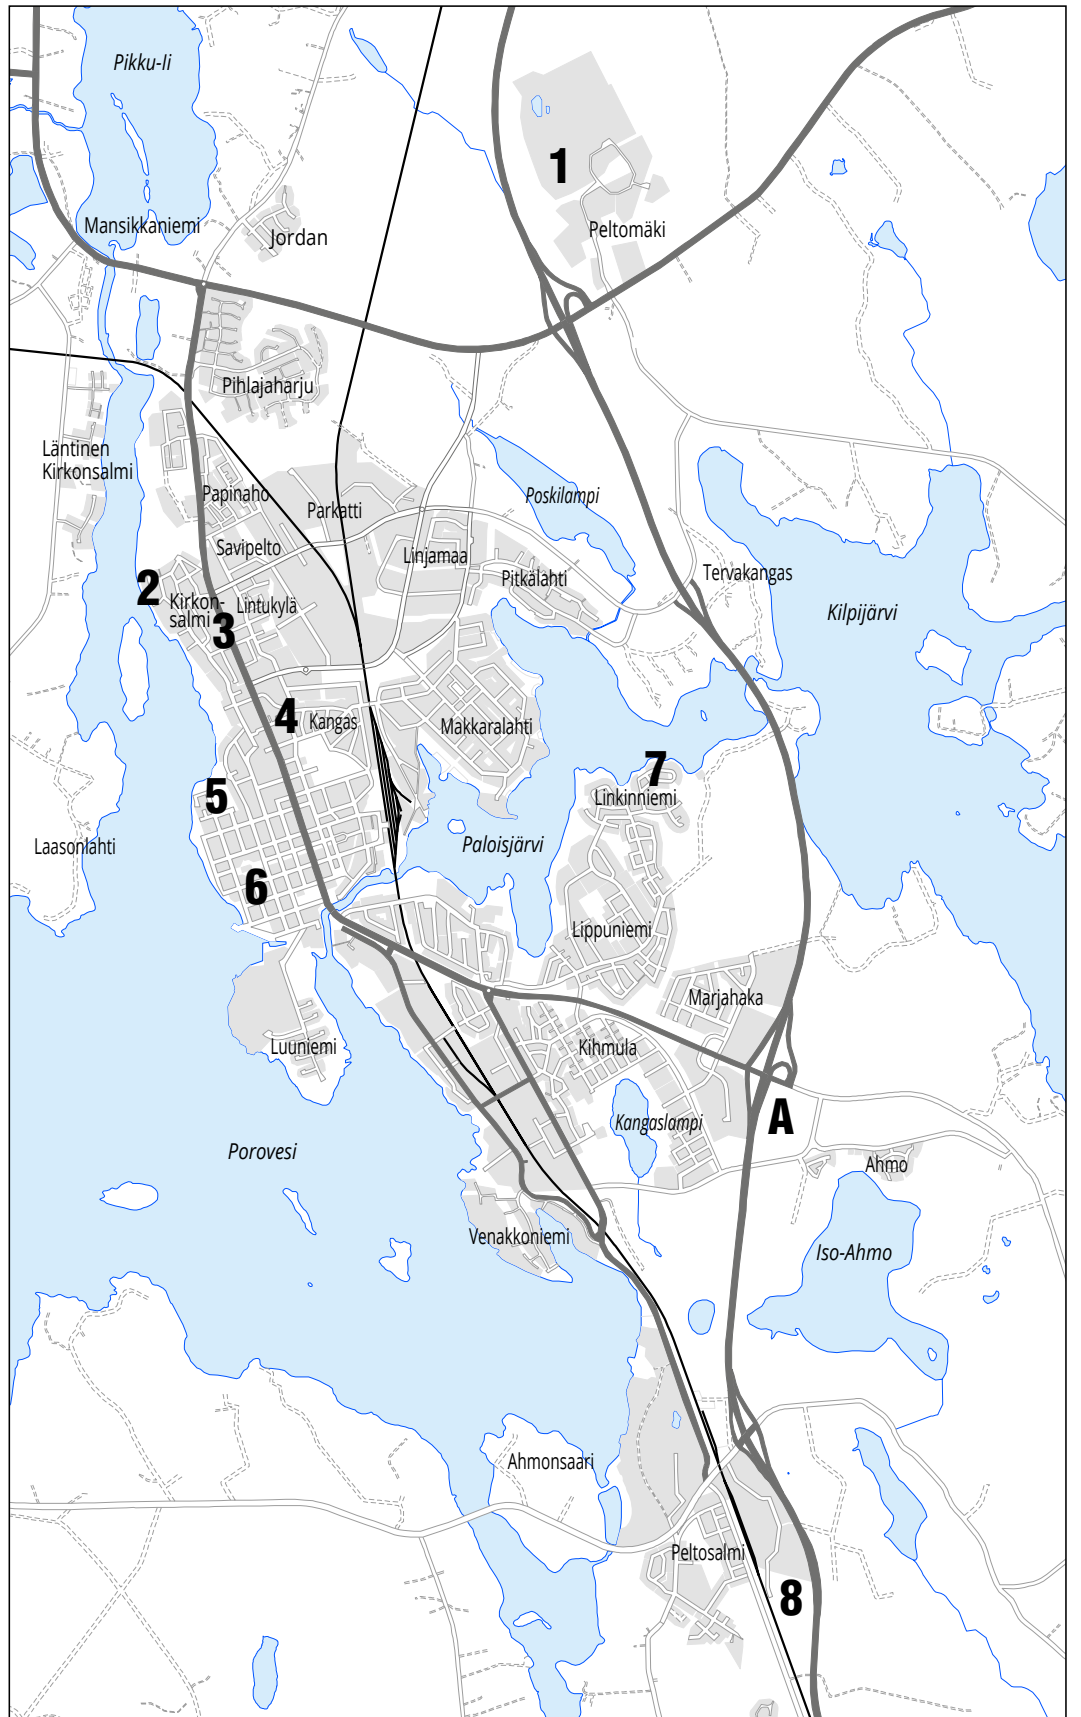 Pikku-Ii
1
Mansikkaniemi
Jordan
Peltomäki
Pihlajaharju
Läntinen
Kirkonsalmi
Papinaho
Parkatti
Poskilampi
Savipelto
Linjamaa
Pitkälahti
Tervakangas
2
Kirkon-
salmi
Lintukylä
Kilpijärvi
3
4
Kangas
Makkaralahti
7
Linkinniemi
5
Laasonlahti
Paloisjärvi
6
Lippuniemi
Marjahaka
Luuniemi
Kihmula
A
Kangaslampi
Porovesi
Ahmo
Venakkoniemi
Iso-Ahmo
Ahmonsaari
Peltosalmi
8